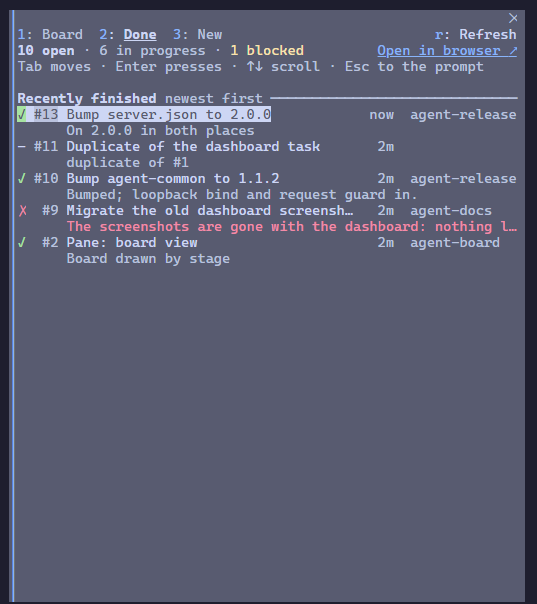 ×
1: Board 2: Done 3: New r: Refresh
10 open · 6 in progress · 1 blocked Open in browser ↗
Tab moves · Enter presses · ↑↓ scroll · Esc to the prompt
Recently finished newest first
✓ #13 Bump server.json to 2.0.0 now agent-release
On 2.0.0 in both places
– #11 Duplicate of the dashboard task 2m
duplicate of #1
✓ #10 Bump agent-common to 1.1.2 2m agent-release
Bumped; loopback bind and request guard in.
✗ #9 Migrate the old dashboard screensh… 2m agent-docs
The screenshots are gone with the dashboard: nothing l…
✓ #2 Pane: board view 2m agent-board
Board drawn by stage